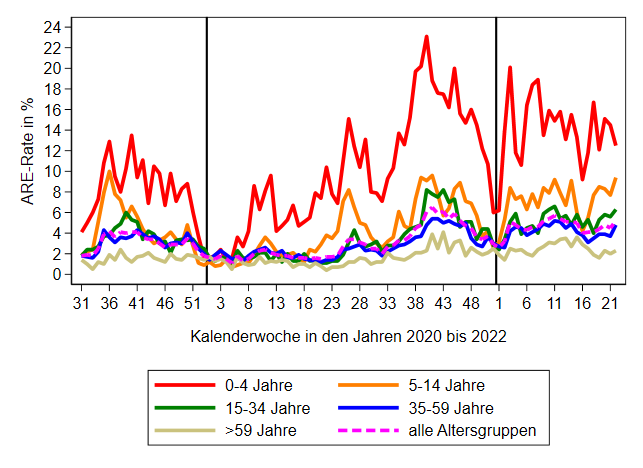 ARE-Rate in %
24
22
20
18
16
14
12
10
8
6
4
2
0
31 36 41 46 51 3 8 13 18 23 28 33 38 43 48 1 6 11 16 21
Kalenderwoche in den Jahren 2020 bis 2022
0-4 Jahre 5-14 Jahre
15-34 Jahre 35-59 Jahre
>59 Jahre alle Altersgruppen